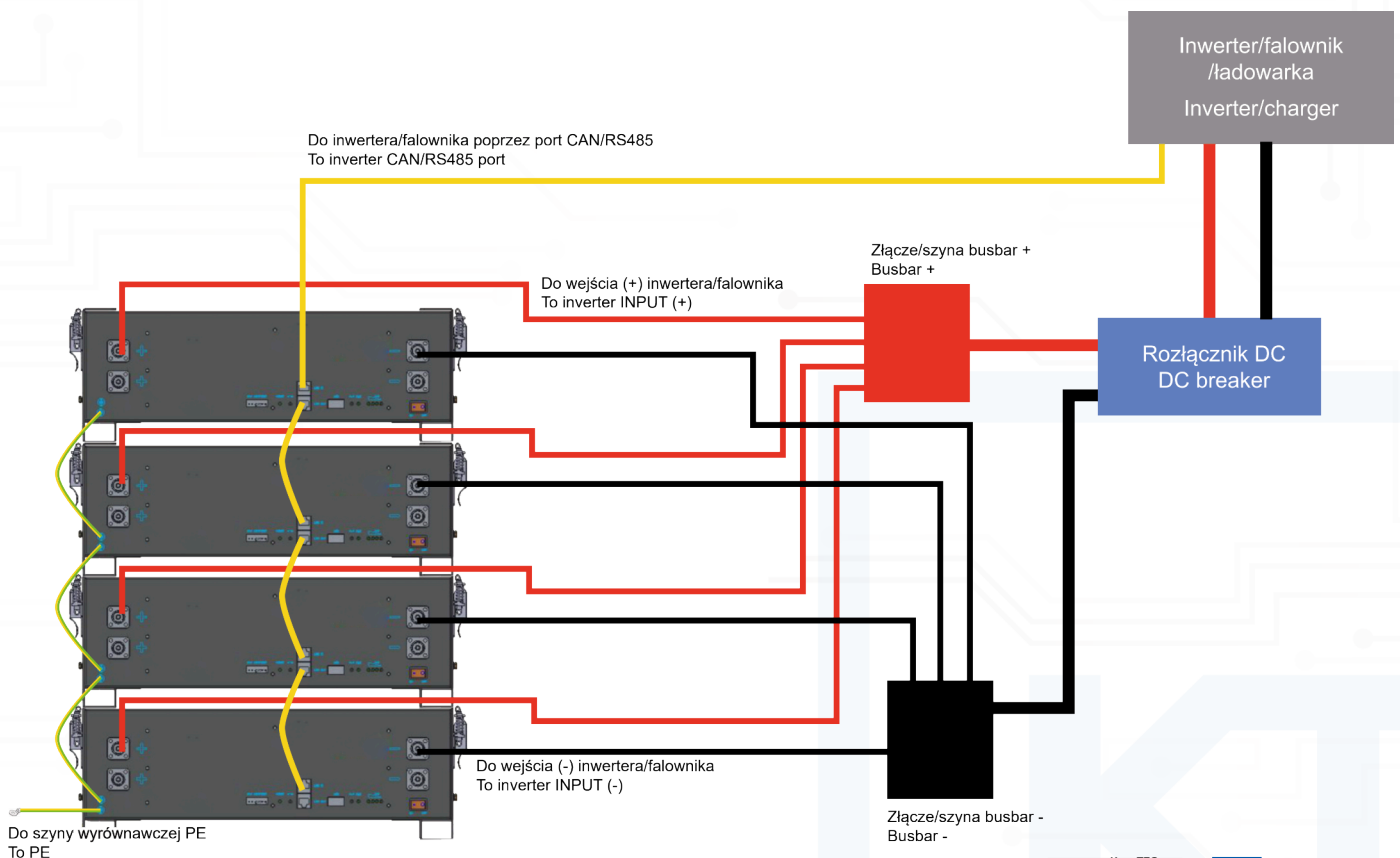 Inwerter/falownik
/ładowarka
Inverter/charger
Do inwertera/falownika poprzez port CAN/RS485
To inverter CAN/RS485 port
Złącze/szyna busbar +
Busbar +
Do wejścia (+) inwertera/falownika
To inverter INPUT (+)
Rozłącznik DC
DC breaker
Do wejścia (-) inwertera/falownika
To inverter INPUT (-)
Złącze/szyna busbar -
Busbar -
Do szyny wyrównawczej PE
To PE